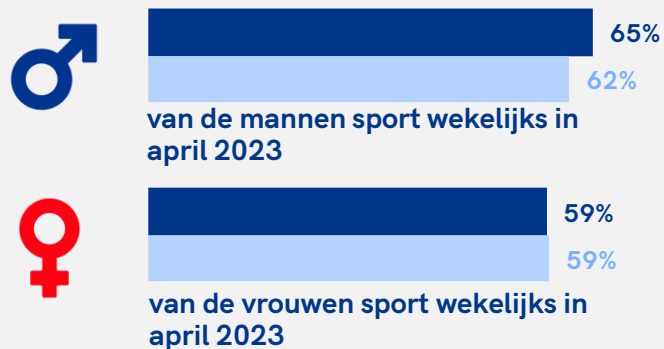 65%
62%
van de mannen sport wekelijks in
april 2023
59%
59%
van de vrouwen sport wekelijks in
april 2023